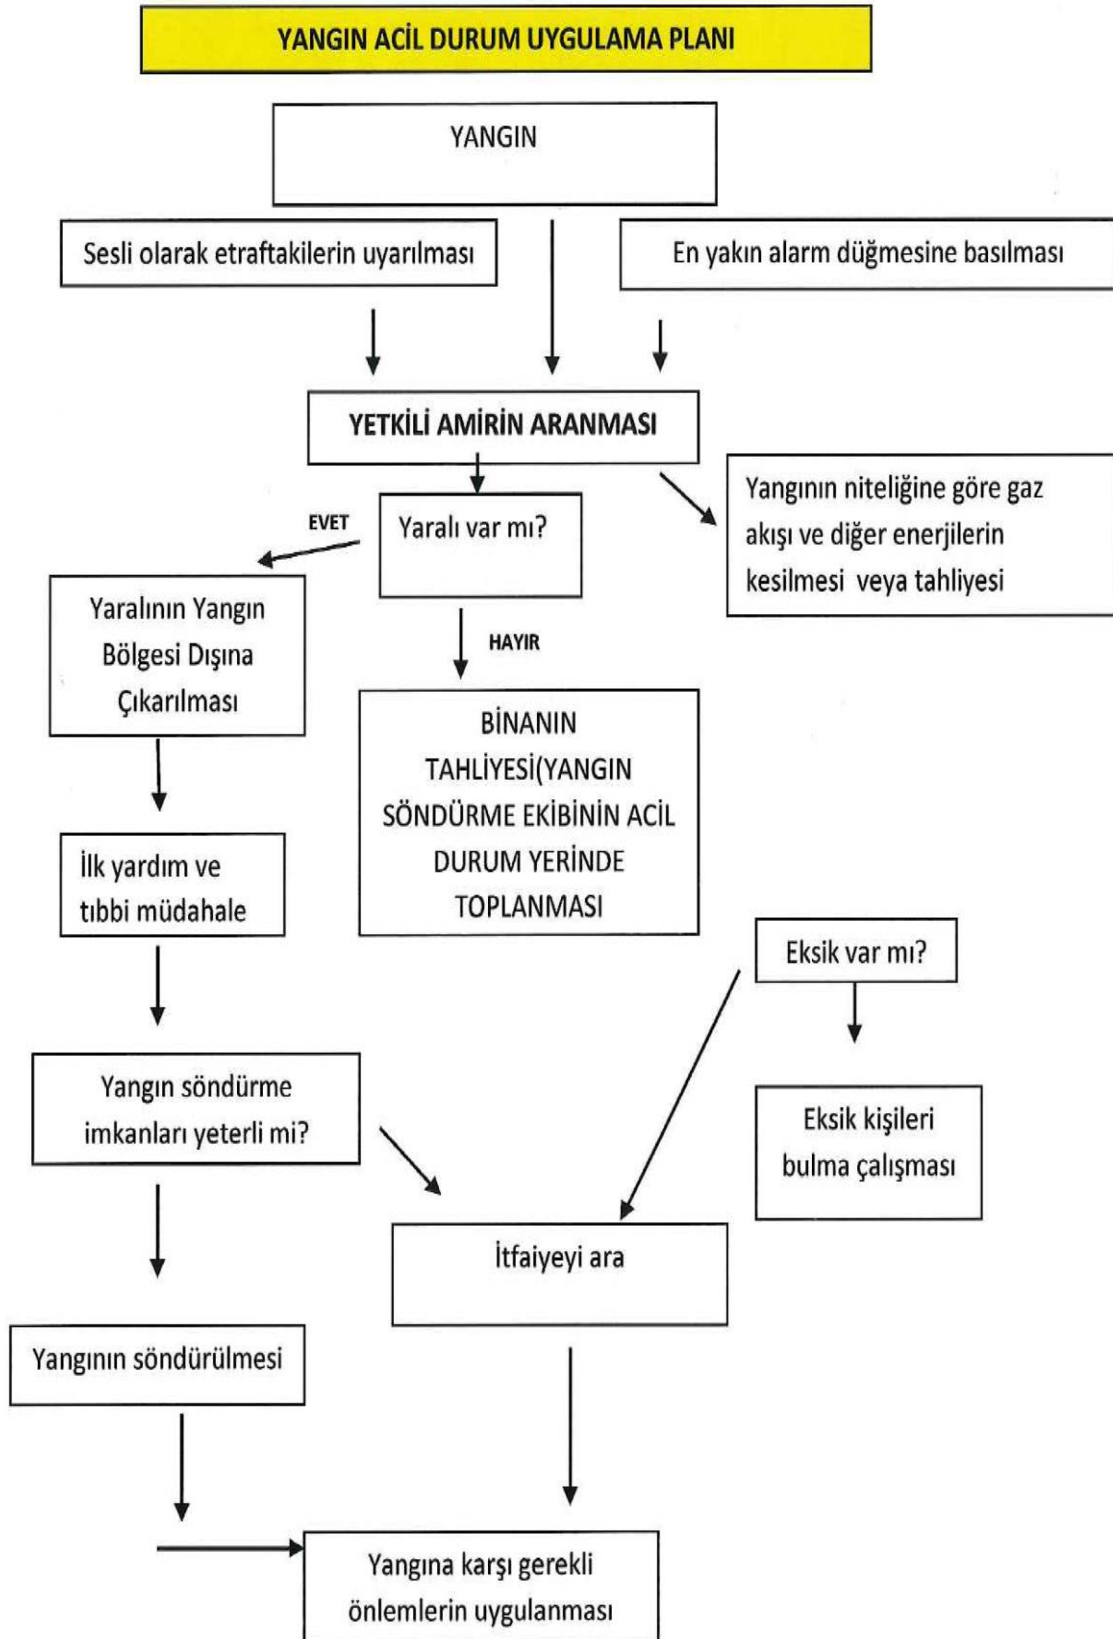 YANGIN ACİL DURUM UYGULAMA PLANI
YANGIN
Sesli olarak etraftakilerin uyarılması
En yakın alarm düğmesine basılması
YETKİLİ AMİRİN ARANMASI
Yangının niteliğine göre gaz
akışı ve diğer enerjilerin
kesilmesi veya tahliyesi
EVET
Yaralı var mı?
Yaralının Yangın
Bölgesi Dışına
Çıkarılması
HAYIR
BİNANIN
TAHLİYESİ(YANGIN
SÖNDÜRME EKİBİNİN ACİL
DURUM YERİNDE
TOPLANMASI
İlk yardım ve
tıbbi müdahale
Eksik var mı?
Yangın söndürme
imkanları yeterli mi?
Eksik kişileri
bulma çalışması
İtfaiyeyi ara
Yangının söndürülmesi
Yangına karşı gerekli
önlemlerin uygulanması